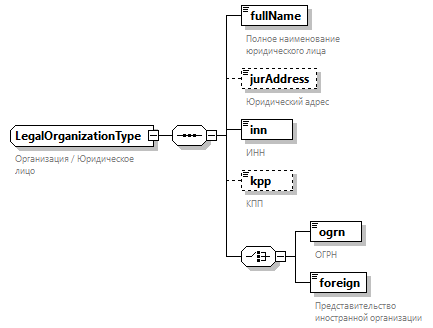 fullName
Полное наименование
юридического лица
jurAddress
Юридический адрес
LegalOrganizationType
Организация / Юридическое
лицо
inn
ИНН
kpp
КПП
ogrn
ОГРН
foreign
Представительство
иностранной организации